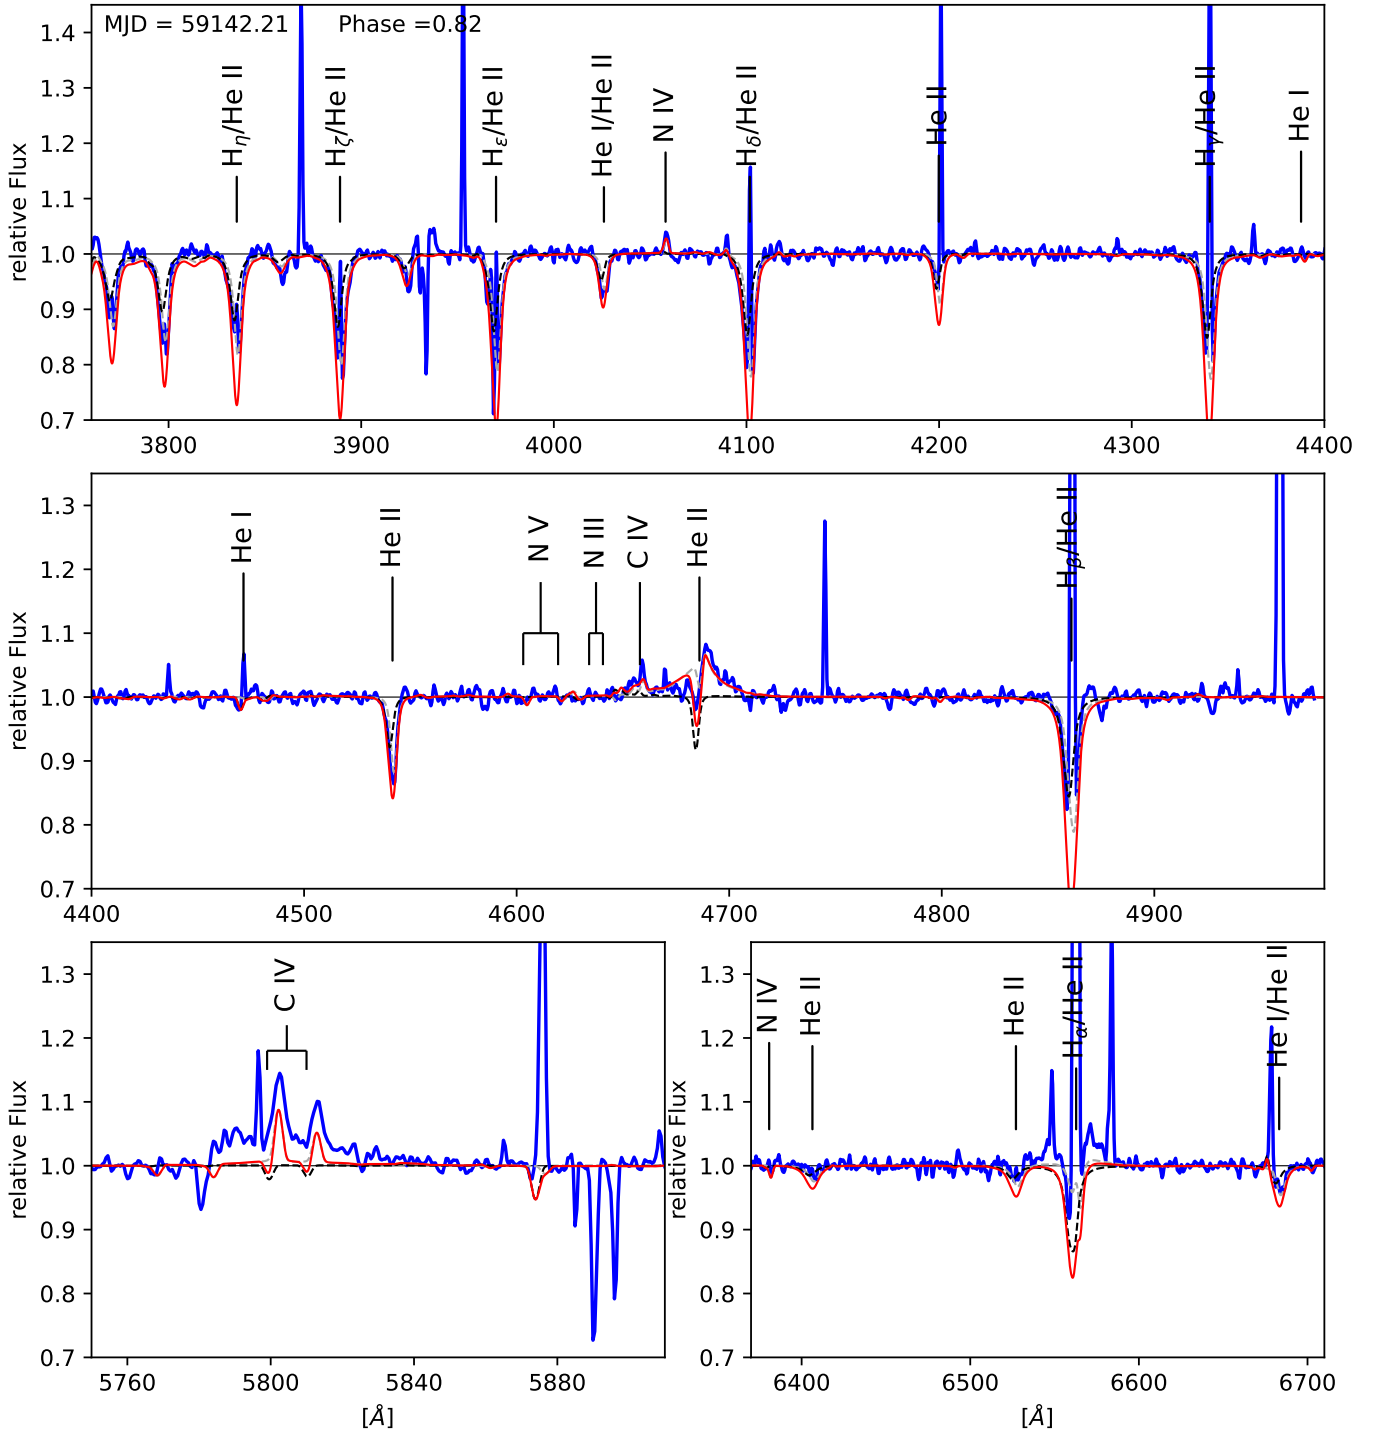 MJD = 59142.21 Phase =0.82
relative Flux
1.4
1.3
1.2
1.1
1.0
0.9
0.8
0.7
Hη/He II
Hζ/He II
Hε/He II
He I/He II
N IV
Hδ/He II
He II
Hγ/He II
He I
3800 3900 4000 4100 4200 4300 4400
relative Flux
1.3
1.2
1.1
1.0
0.9
0.8
0.7
He I
He II
N V
N III
C IV
He II
Hβ/He II
4400 4500 4600 4700 4800 4900
relative Flux
1.3
1.2
1.1
1.0
0.9
0.8
0.7
C IV
5760 5800 5840 5880
[Å]
relative Flux
1.3
1.2
1.1
1.0
0.9
0.8
0.7
N IV
He II
He II
Hα/He II
He I/He II
6400 6500 6600 6700
[Å]